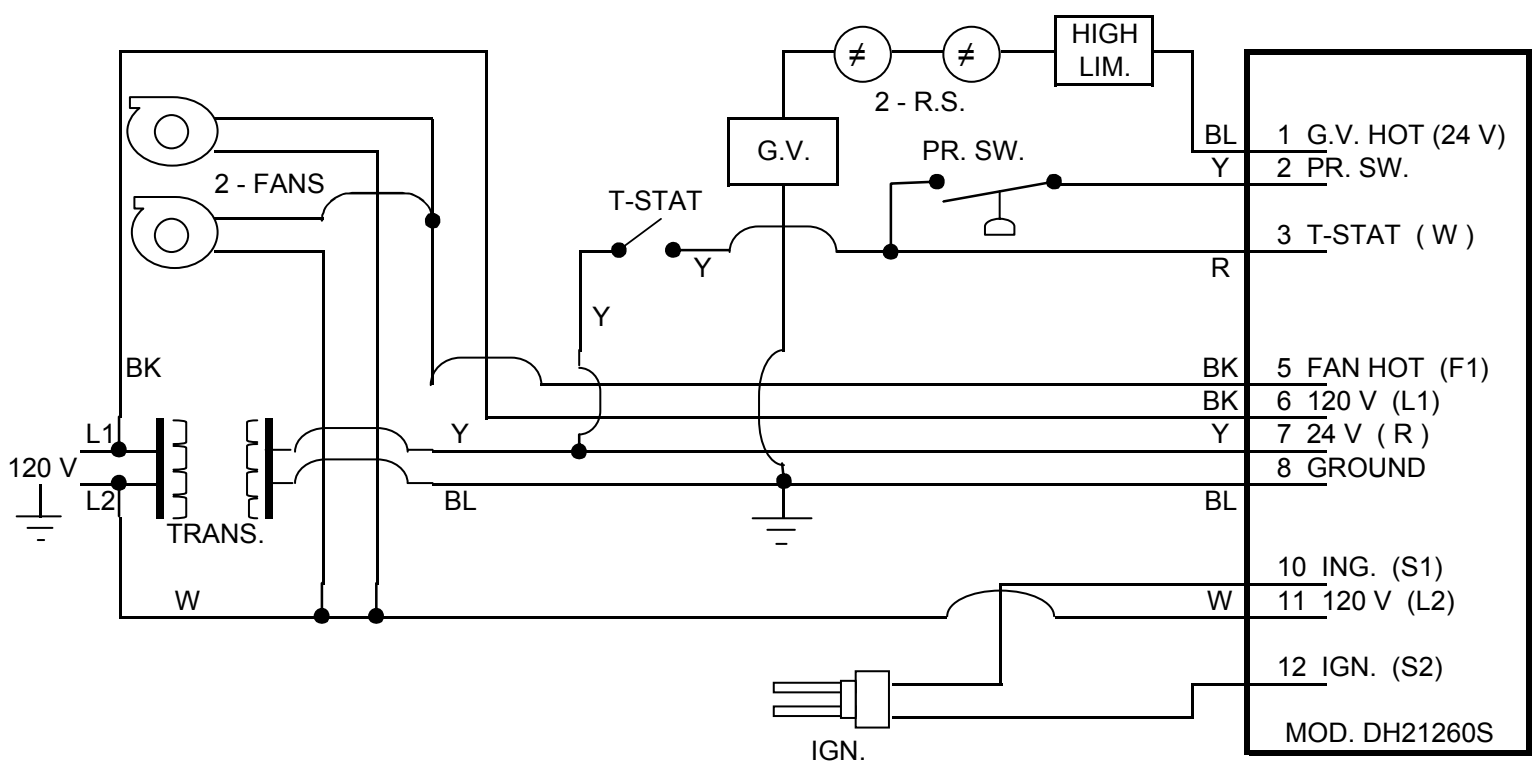 HIGH
LIM.
≠ ≠
2 - R.S.
BL 1 G.V. HOT (24 V)
G.V.
PR. SW.
Y 2 PR. SW.
2 - FANS
T-STAT
3 T-STAT ( W )
Y
R
Y
BK
BK 5 FAN HOT (F1)
BK 6 120 V (L1)
L1
Y
Y 7 24 V ( R )
120 V
8 GROUND
L2
BL
BL
TRANS.
10 ING. (S1)
W
W 11 120 V (L2)
12 IGN. (S2)
MOD. DH21260S
IGN.